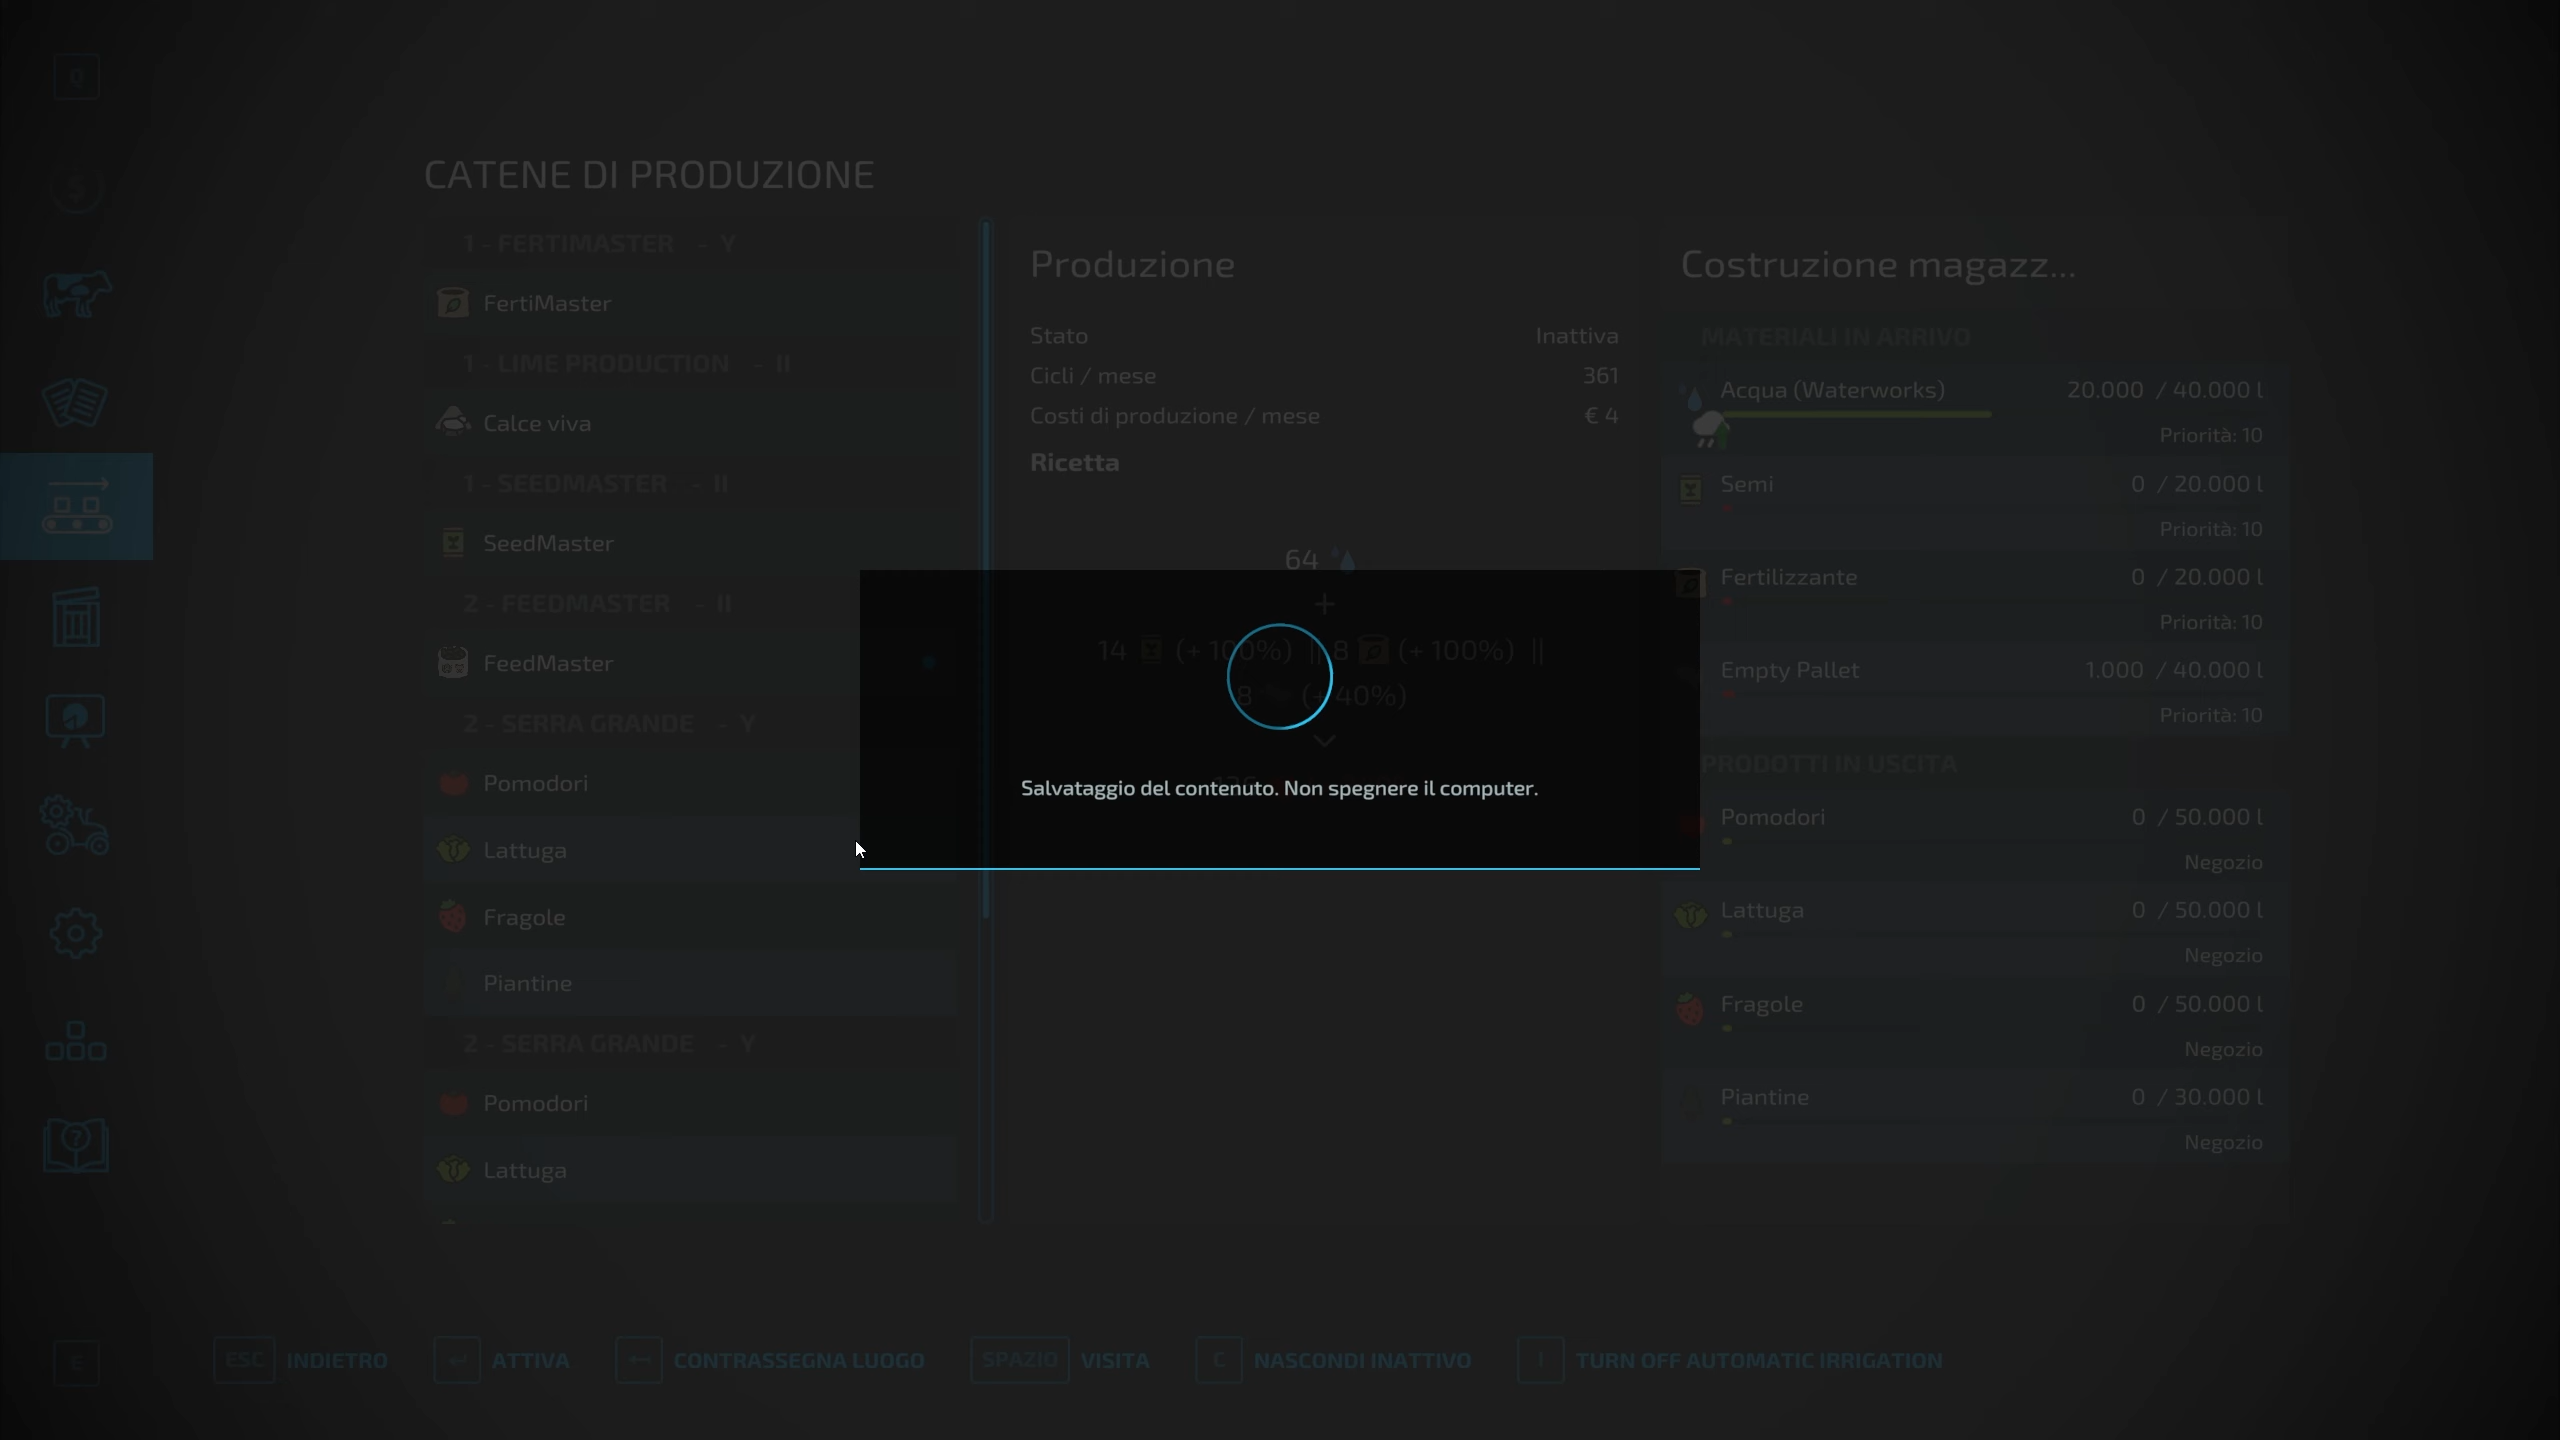 Q
CATENE DI PRODUZIONE
1 - FERTIMASTER - Y
FertiMaster
1 - LIME PRODUCTION - II
Calce viva
1 - SEEDMASTER - II
SeedMaster
2 - FEEDMASTER - II
FeedMaster
2 - SERRA GRANDE - Y
Pomodori
Lattuga
Fragole
Piantine
2 - SERRA GRANDE - Y
Pomodori
Lattuga
Produzione
Stato Inattiva
Cicli / mese 361
Costi di produzione / mese € 4
Ricetta
64
+
14 (+ 100%) || 8 (+ 100%) ||
8 (+ 40%)
Salvataggio del contenuto. Non spegnere il computer.
Costruzione magazz...
MATERIALI IN ARRIVO
Acqua (Waterworks) 20.000 / 40.000 l
Priorità: 10
Semi 0 / 20.000 l
Priorità: 10
Fertilizzante 0 / 20.000 l
Priorità: 10
Empty Pallet 1.000 / 40.000 l
Priorità: 10
PRODOTTI IN USCITA
Pomodori 0 / 50.000 l
Negozio
Lattuga 0 / 50.000 l
Negozio
Fragole 0 / 50.000 l
Negozio
Piantine 0 / 30.000 l
Negozio
E
ESC INDIETRO
ATTIVA
CONTRASSEGNA LUOGO
SPAZIO VISITA
C NASCONDI INATTIVO
I TURN OFF AUTOMATIC IRRIGATION